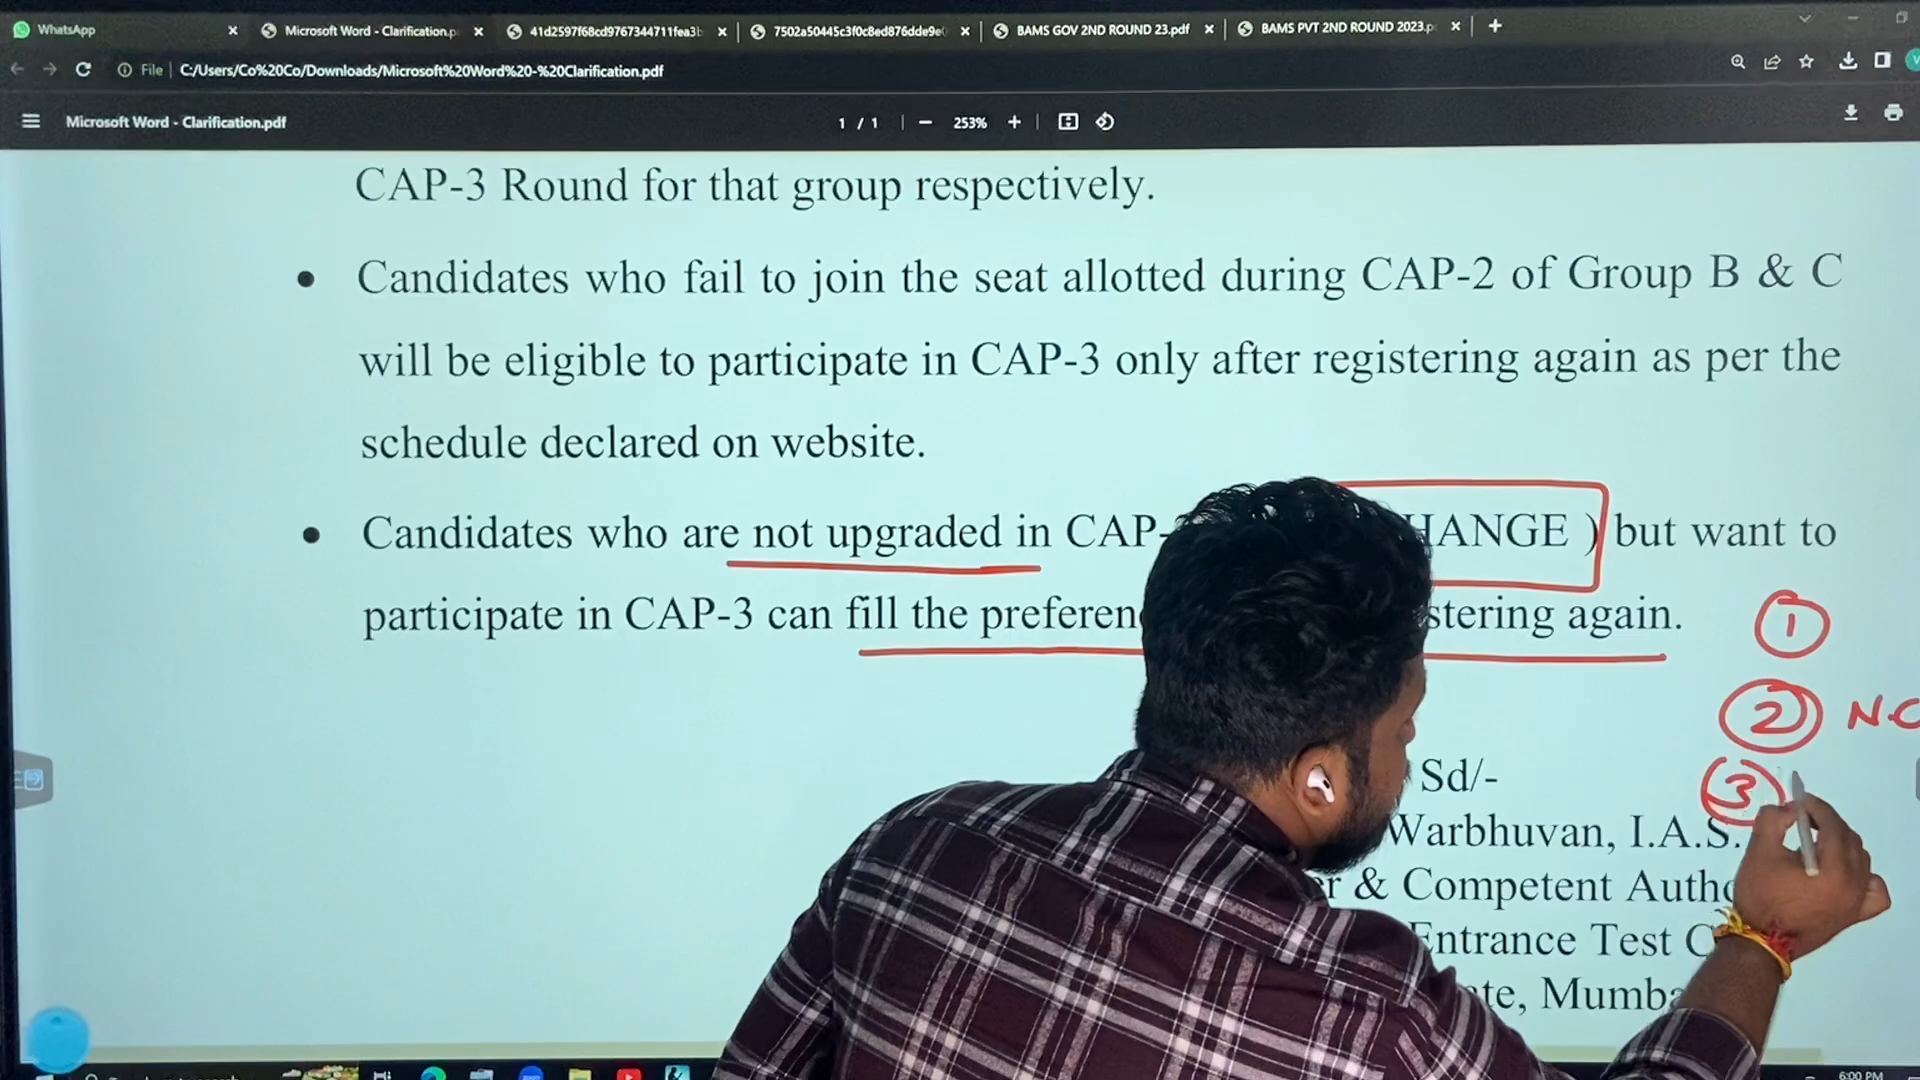 WhatsApp
Microsoft Word - Clarification.p
41d2597f68cd9767344711fea3b
7502a50445c3f0c8ed876dde9e
BAMS GOV 2ND ROUND 23.pdf
BAMS PVT 2ND ROUND 2023.p
File C:/Users/Co%20Co/Downloads/Microsoft%20Word%20-%20Clarification.pdf
Microsoft Word - Clarification.pdf
1 / 1
253%
CAP-3 Round for that group respectively.
• Candidates who fail to join the seat allotted during CAP-2 of Group B & C
will be eligible to participate in CAP-3 only after registering again as per the
schedule declared on website.
• Candidates who are not upgraded in CAP- HANGE ) but want to
participate in CAP-3 can fill the preferen stering again.
1
2 N.C
3
Sd/-
Warbhuvan, I.A.S.
er & Competent Autho
Entrance Test C
te, Mumba
6:00 PM